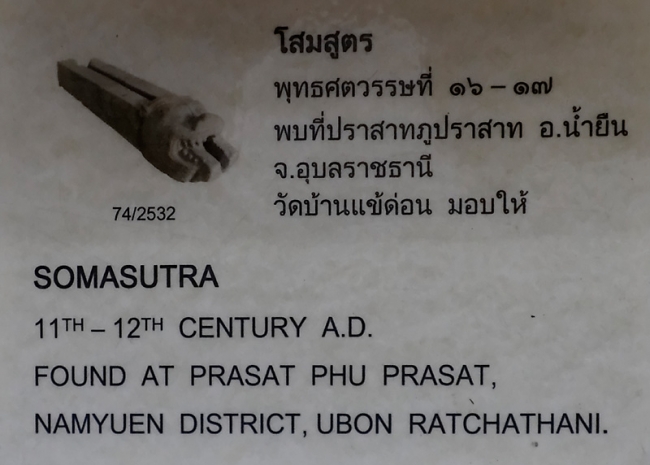 โสมสูตร
พุทธศตวรรษที่ ๑๖ – ๑๗
พบที่ปราสาทภูปราสาท อ.น้ำยืน
จ.อุบลราชธานี
วัดบ้านแข้ด่อน มอบให้
74/2532
SOMASUTRA
11TH – 12TH CENTURY A.D.
FOUND AT PRASAT PHU PRASAT,
NAMYUEN DISTRICT, UBON RATCHATHANI.